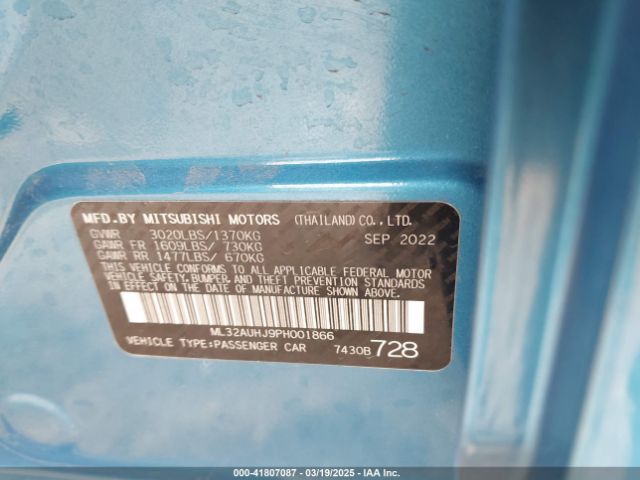 MFD.BY MITSUBISHI MOTORS (THAILAND)CO.,LTD.
GVWR 3020LBS/1370KG SEP 2022
GAWR FR 1609LBS/ 730KG
GAWR RR 1477LBS/ 670KG
THIS VEHICLE CONFORMS TO ALL APPLICABLE FEDERAL MOTOR
VEHICLE SAFETY, BUMPER, AND THEFT PREVENTION STANDARDS
IN EFFECT ON THE DATE OF MANUFACTURE SHOWN ABOVE.
ML32AUHJ9PH001866
VEHICLE TYPE:PASSENGER CAR 7430B 728
000-41807087 - 03/19/2025 - IAA Inc.